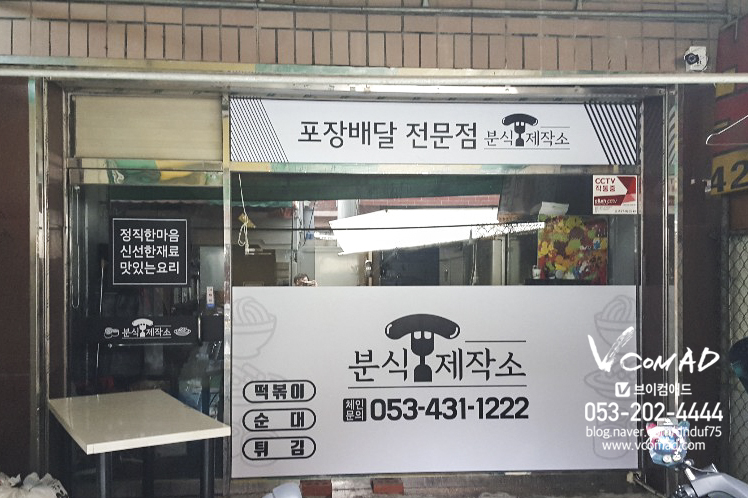 포장배달 전문점 분식제작소
CCTV
작동중
42
정직한마음
신선한재료
맛있는요리
분식제작소
분식제작소
떡볶이
순대
튀김
체인문의 053-431-1222
VCOMAD
브이컴애드
053-202-4444
www.vcomad.com